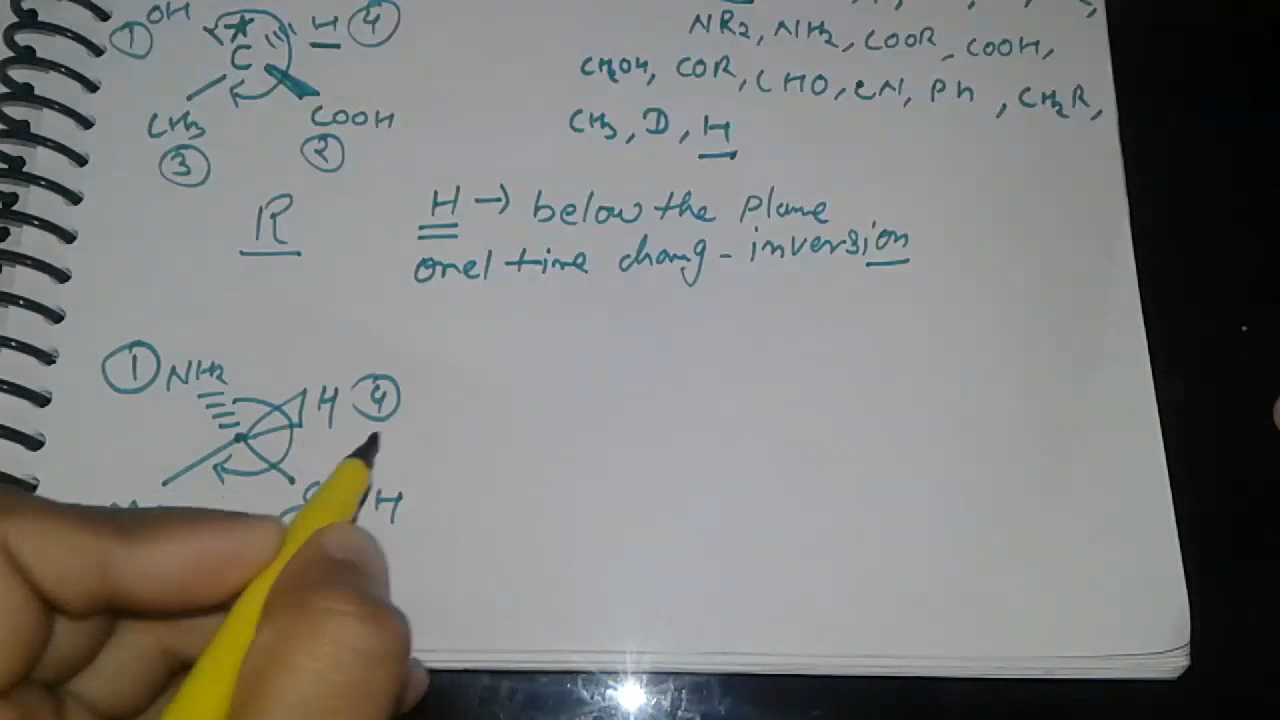 ① OH
* H ④
C
CH3 COOH
③ ②
R
NR2, NH2, COOR, COOH,
CH2OH, COR, CHO, CN, Ph, CH2R,
CH3, D, H
H → below the plane
onel time chang - inversion
① NH2
H ④
H